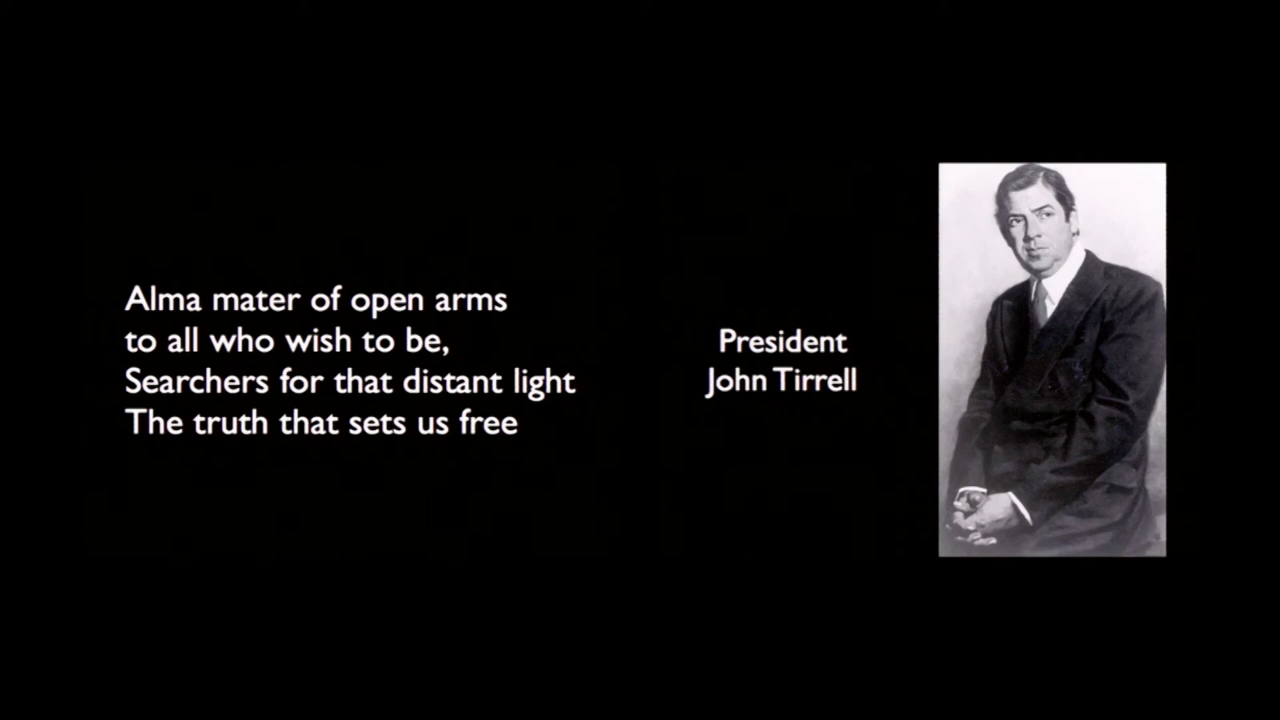 Alma mater of open arms
to all who wish to be,
Searchers for that distant light
The truth that sets us free
President
John Tirrell